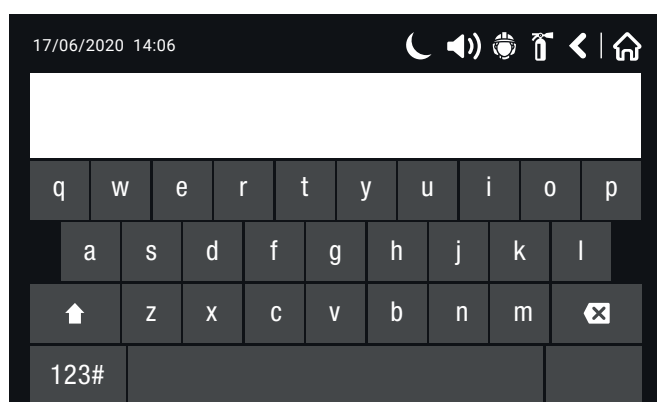 17/06/2020 14:06
q w e r t y u i o p
a s d f g h j k l
z x c v b n m
123#